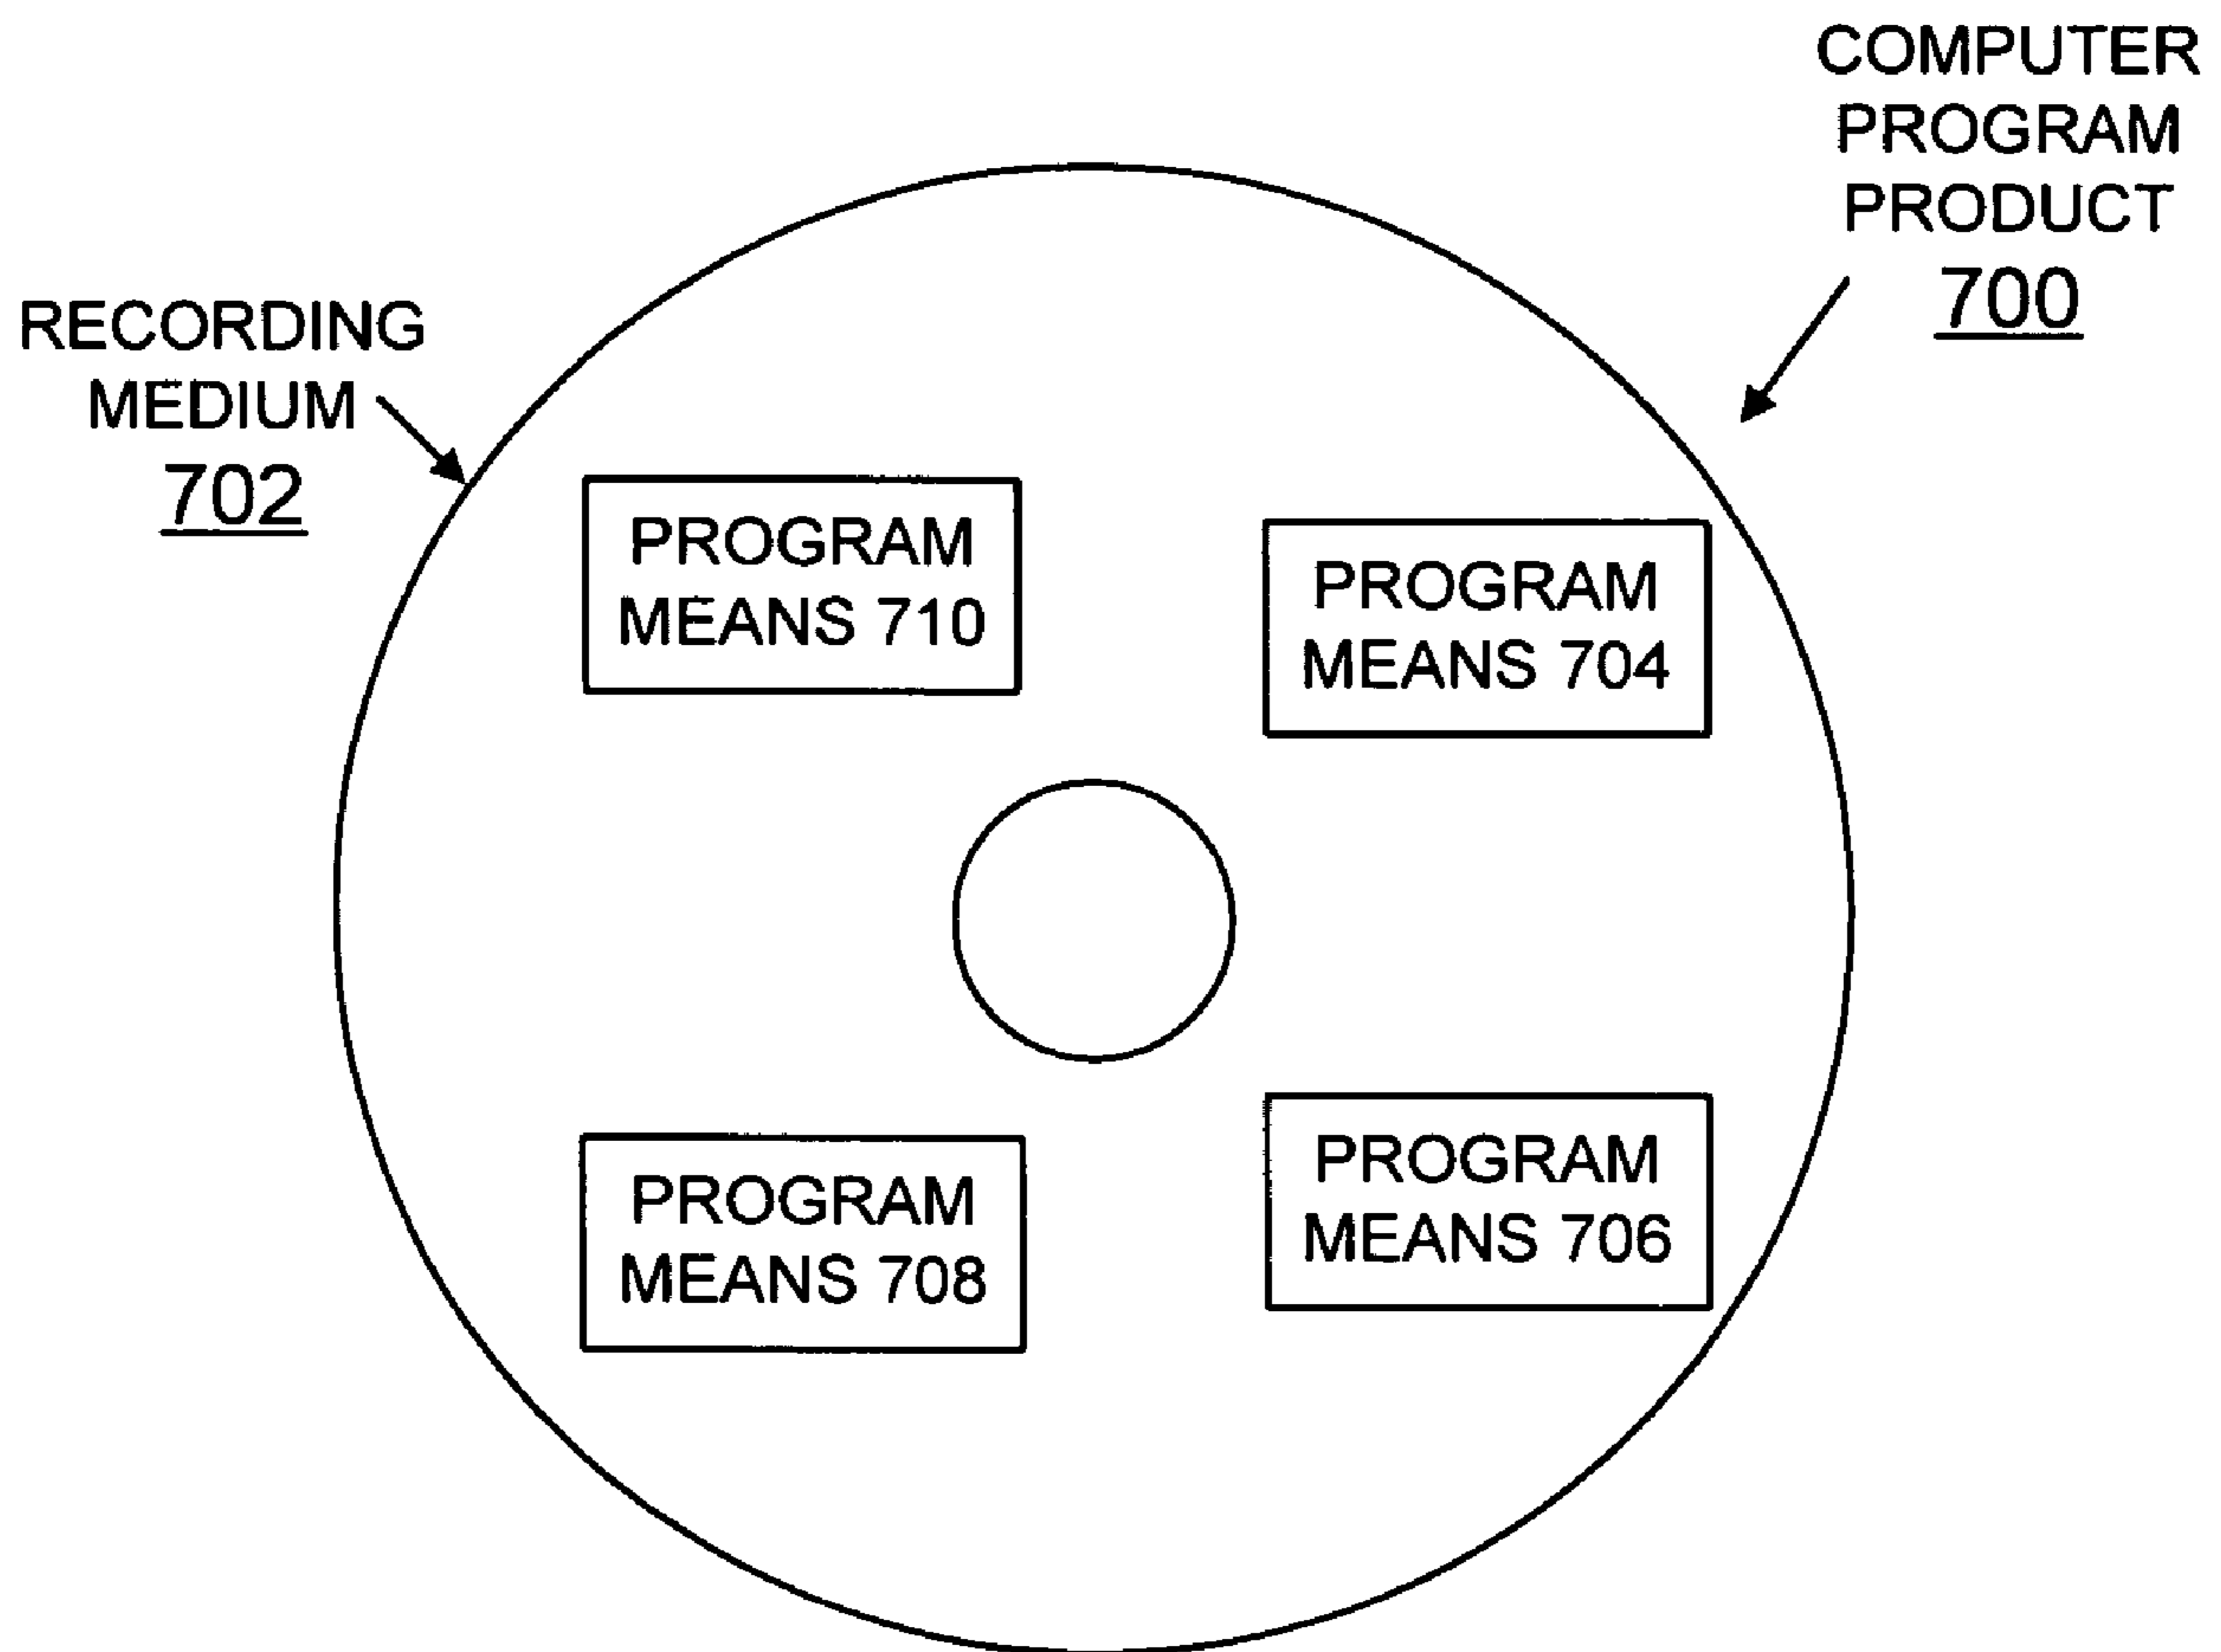 COMPUTER
PROGRAM
PRODUCT
700
RECORDING
MEDIUM
702
PROGRAM
MEANS 710
PROGRAM
MEANS 704
PROGRAM
MEANS 708
PROGRAM
MEANS 706